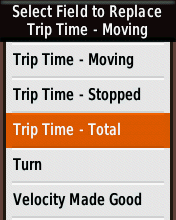 Select Field to Replace
Trip Time - Moving
Trip Time - Moving
Trip Time - Stopped
Trip Time - Total
Turn
Velocity Made Good